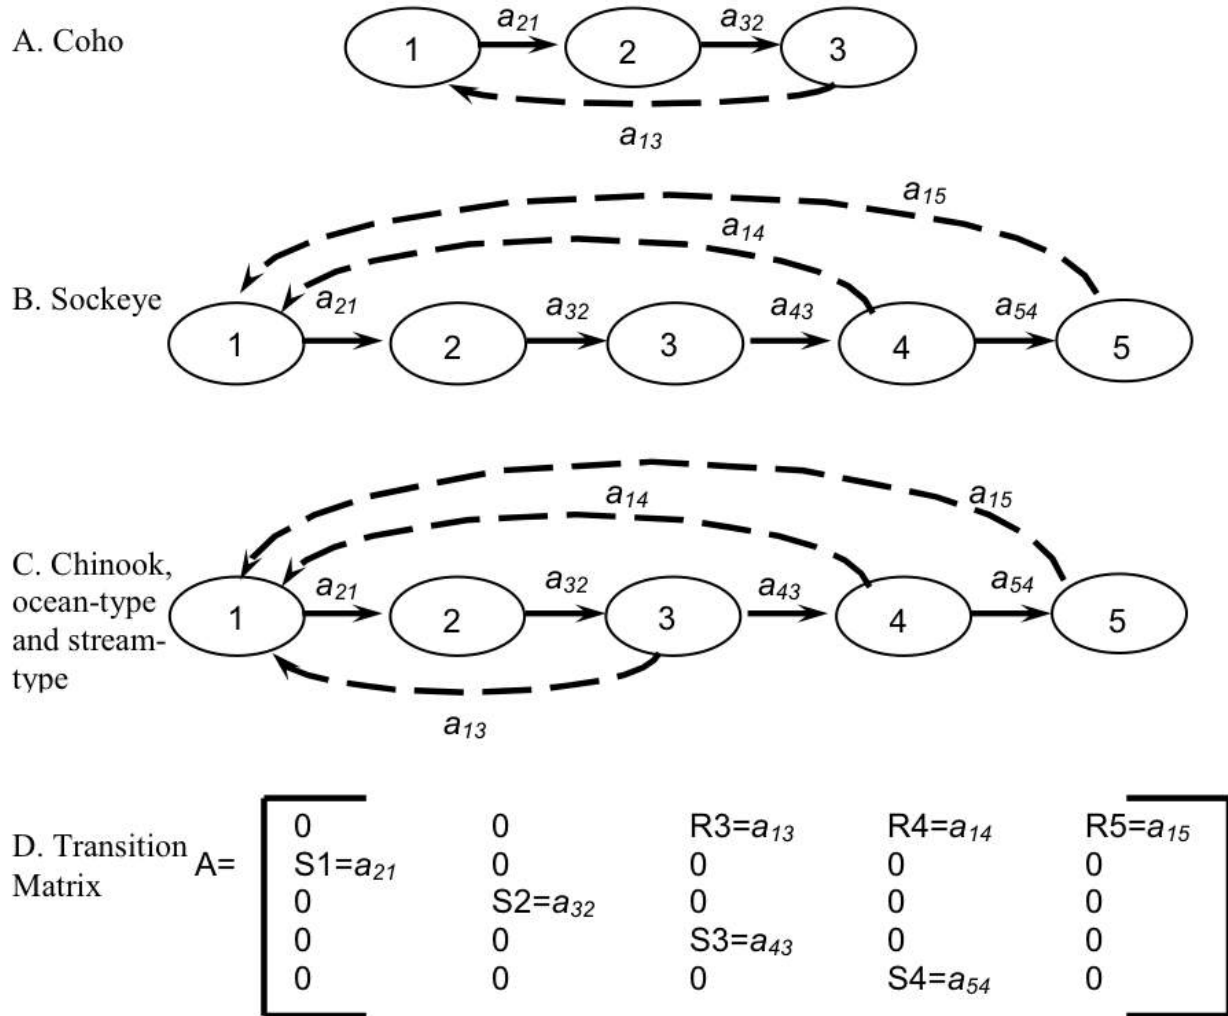 A. Coho
a21 a32
1 2 3
a13
a15
a14
B. Sockeye
a21 a32 a43 a54
1 2 3 4 5
a15
a14
C. Chinook,
ocean-type
and stream-
type
a21 a32 a43 a54
1 2 3 4 5
a13
D. Transition
Matrix
A=
0 0 R3=a13 R4=a14 R5=a15
S1=a21 0 0 0 0
0 S2=a32 0 0 0
0 0 S3=a43 0 0
0 0 0 S4=a54 0